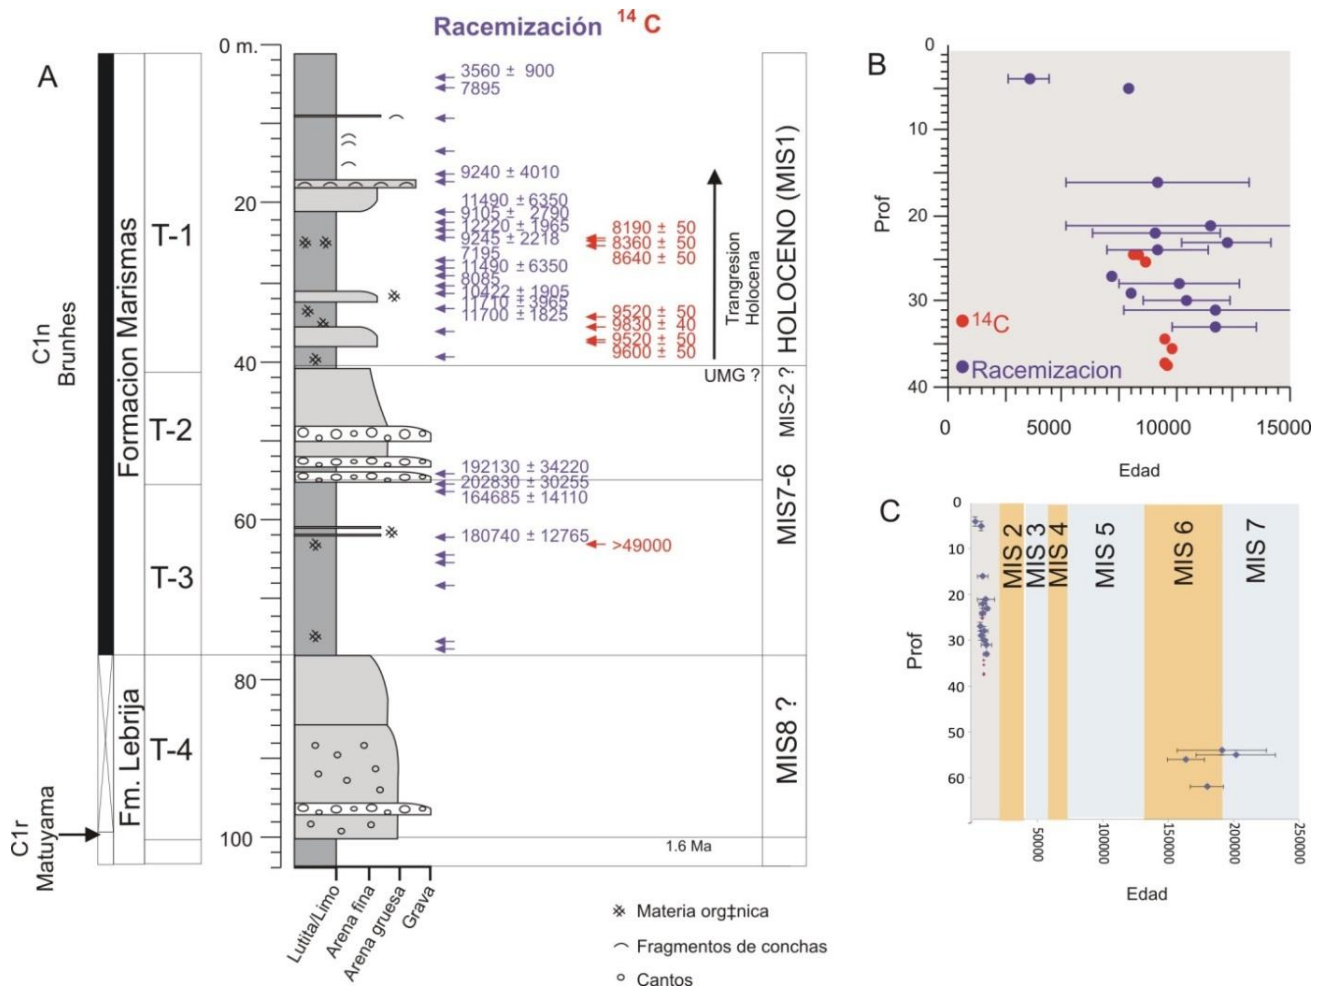 A
Racemización
14 C
0 m.
20
40
60
80
100
C1n
Brunhes
C1r
Matuyama
Formacion Marismas
Fm. Lebrija
T-1
T-2
T-3
T-4
3560 ± 900
7895
9240 ± 4010
11490 ± 6350
9105 ± 2790
12220 ± 1965
9245 ± 2218
7195
11490 ± 6350
8085
10422 ± 1905
11710 ± 3965
11700 ± 1825
192130 ± 34220
202830 ± 30255
164685 ± 14110
180740 ± 12765
8190 ± 50
8360 ± 50
8640 ± 50
9520 ± 50
9830 ± 40
9520 ± 50
9600 ± 50
>49000
Trangresion
Holocena
UMG ?
1.6 Ma
HOLOCENO (MIS1)
MIS-2 ?
MIS7-6
MIS8 ?
Lutita/Limo
Arena fina
Arena gruesa
Grava
Materia org‡nica
Fragmentos de conchas
Cantos
B
Prof
0
10
20
30
40
14C
Racemizacion
0
5000
10000
15000
Edad
C
Prof
0
10
20
30
40
50
60
MIS 2
MIS 3
MIS 4
MIS 5
MIS 6
MIS 7
50000
100000
150000
200000
250000
Edad